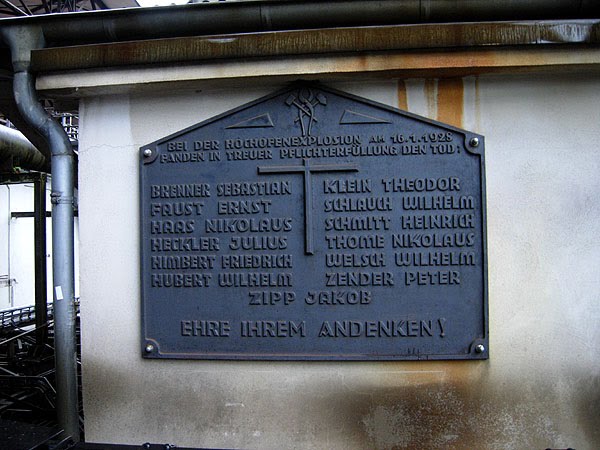 BEI DER HOCHOFENEXPLOSION AM 16.1.1928
FANDEN IN TREUER PFLICHTERFÜLLUNG DEN TOD:
BRENNER SEBASTIAN KLEIN THEODOR
FAUST ERNST SCHLAUCH WILHELM
HAAS NIKOLAUS SCHMITT HEINRICH
HECKLER JULIUS THOME NIKOLAUS
HIMBERT FRIEDRICH WELSCH WILHELM
HUBERT WILHELM ZENDER PETER
ZIPP JAKOB
EHRE IHREM ANDENKEN!